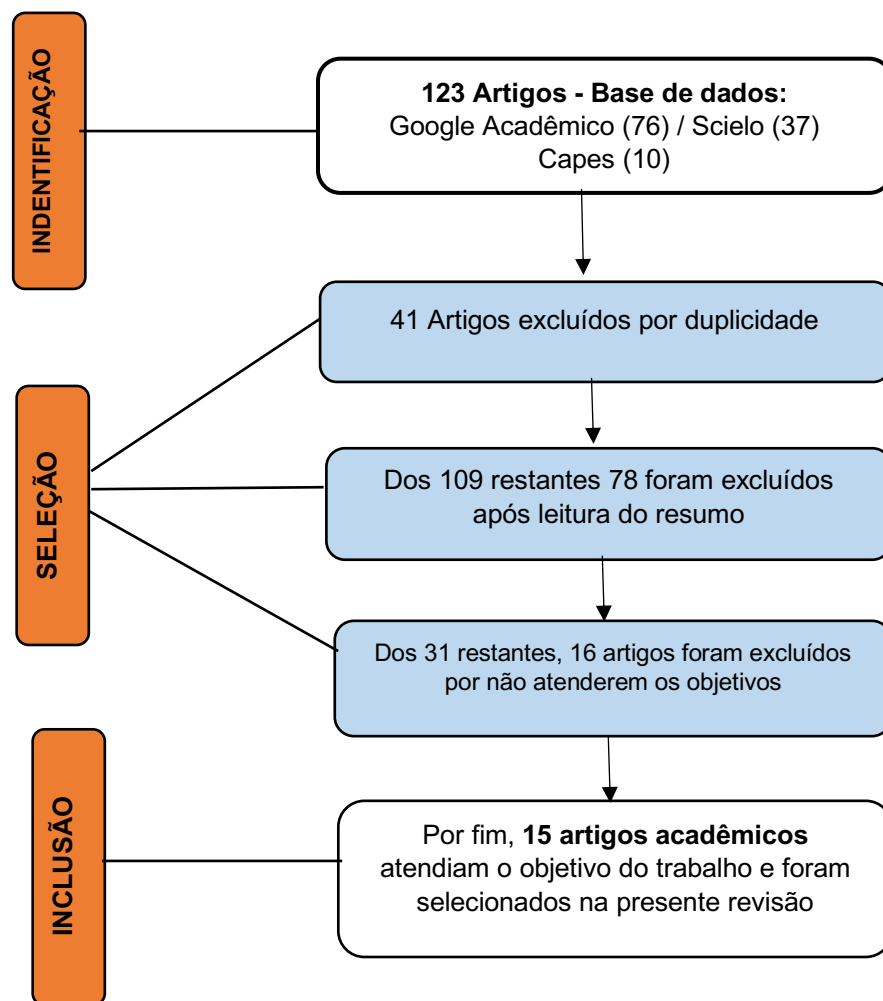 INDENTIFICAÇÃO
123 Artigos - Base de dados:
Google Acadêmico (76) / Scielo (37)
Capes (10)
41 Artigos excluídos por duplicidade
SELEÇÃO
Dos 109 restantes 78 foram excluídos
após leitura do resumo
Dos 31 restantes, 16 artigos foram excluídos
por não atenderem os objetivos
INCLUSÃO
Por fim, 15 artigos acadêmicos
atendiam o objetivo do trabalho e foram
selecionados na presente revisão